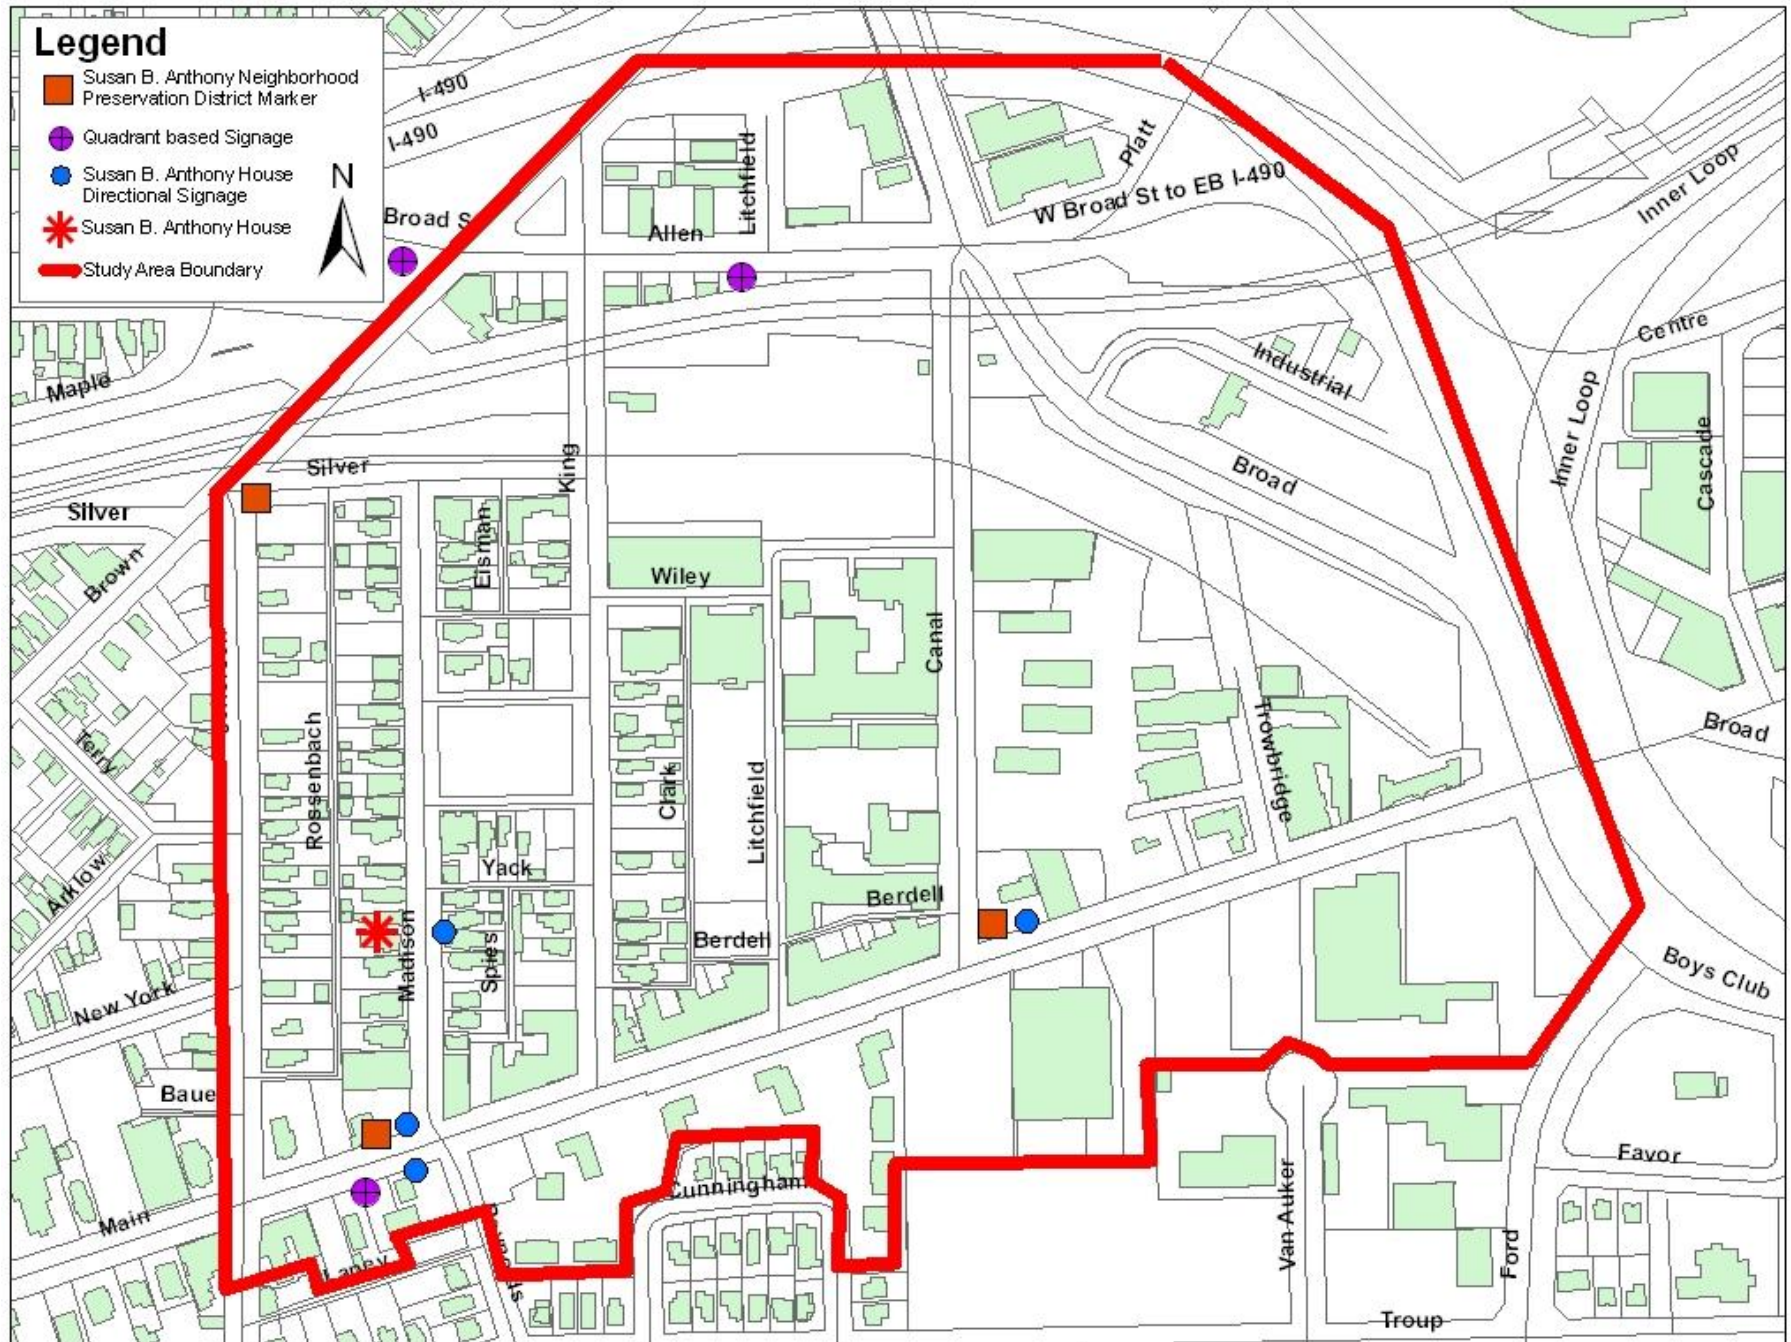 Legend
Susan B. Anthony Neighborhood
Preservation District Marker
Quadrant based Signage
Susan B. Anthony House
Directional Signage
Susan B. Anthony House
Study Area Boundary
N
I-490
I-490
Broad S
Allen
Litchfield
Platt
W Broad St to EB I-490
Inner Loop
Centre
Maple
Industrial
Inner Loop
Cascade
Silver
King
Broad
Silver
Brown
Eisman
Wiley
Canal
Terry
Rossenbach
Clark
Litchfield
Trowbridge
Broad
Arklow
Yack
Berdell
Berdell
Madison
Spies
Boys Club
New York
Baue
Main
Cunningham
Van Auker
Favor
Ford
Troup